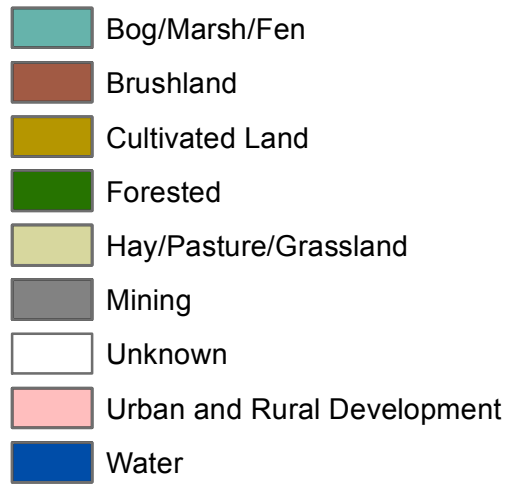 Bog/Marsh/Fen
Brushland
Cultivated Land
Forested
Hay/Pasture/Grassland
Mining
Unknown
Urban and Rural Development
Water